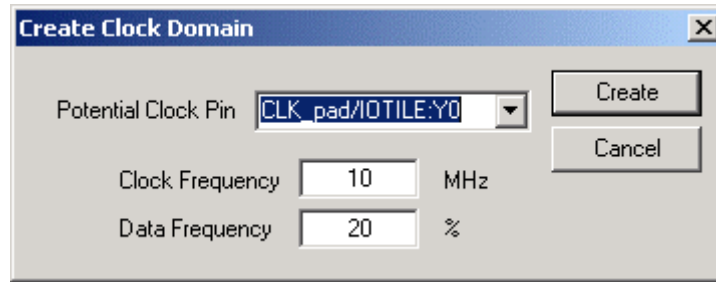 Create Clock Domain
Potential Clock Pin CLK_pad/IOTILE:Y0 Create
Cancel
Clock Frequency 10 MHz
Data Frequency 20 %